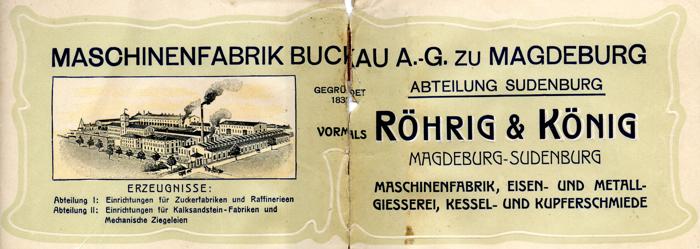 MASCHINENFABRIK BUCKAU A.-G. ZU MAGDEBURG
ABTEILUNG SUDENBURG
GEGRÜNDET
183
VORMALS RÖHRIG & KÖNIG
MAGDEBURG-SUDENBURG
MASCHINENFABRIK, EISEN- UND METALL-
GIESSEREI, KESSEL- UND KUPFERSCHMIEDE
ERZEUGNISSE:
Abteilung I: Einrichtungen für Zuckerfabriken und Raffinerieen
Abteilung II: Einrichtungen für Kalksandstein-Fabriken und
Mechanische Ziegeleien